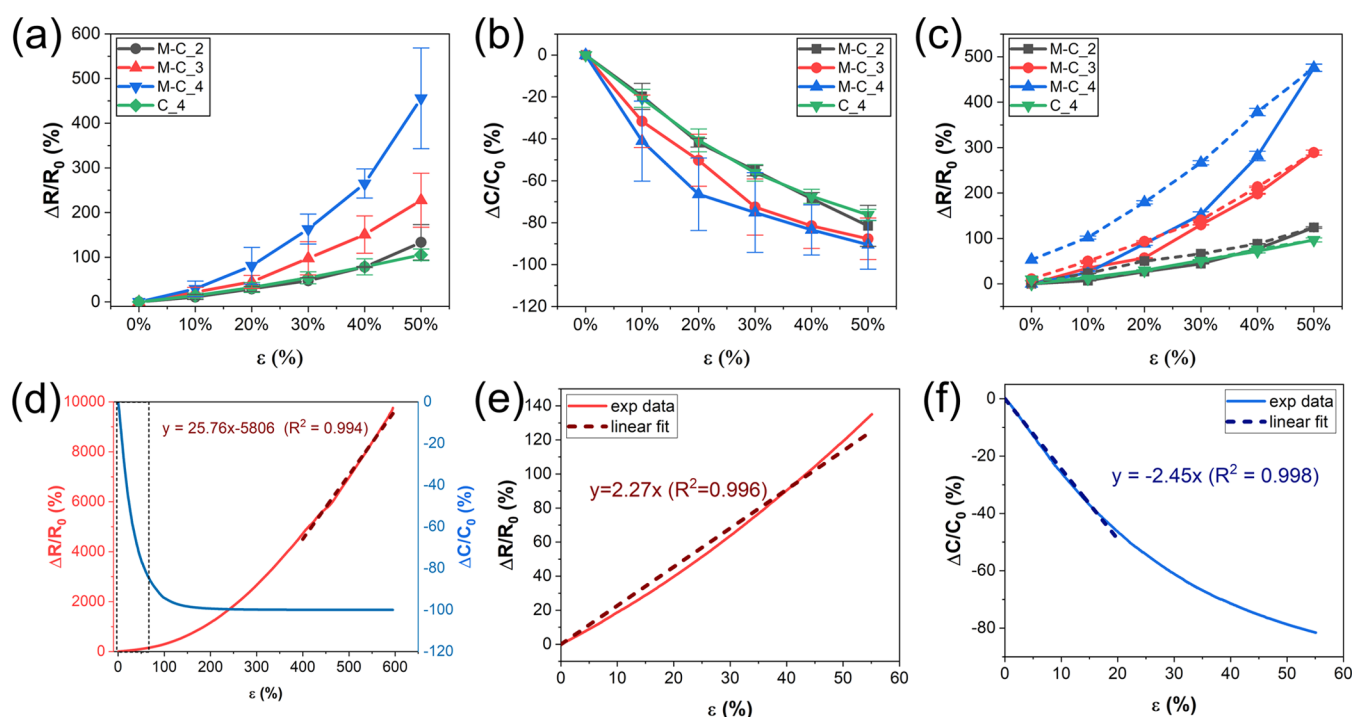 (a)
M-C_2
M-C_3
M-C_4
C_4
600
500
400
300
200
100
0
ΔR/R0 (%)
0% 10% 20% 30% 40% 50%
ε (%)
(b)
M-C_2
M-C_3
M-C_4
C_4
0
-20
-40
-60
-80
-100
-120
ΔC/C0 (%)
0% 10% 20% 30% 40% 50%
ε (%)
(c)
M-C_2
M-C_3
M-C_4
C_4
500
400
300
200
100
0
ΔR/R0 (%)
0% 10% 20% 30% 40% 50%
ε (%)
(d)
y = 25.76x-5806 (R2 = 0.994)
10000
8000
6000
4000
2000
0
ΔR/R0 (%)
0
-20
-40
-60
-80
-100
-120
ΔC/C0 (%)
0 100 200 300 400 500 600
ε (%)
(e)
exp data
linear fit
y=2.27x (R2=0.996)
140
120
100
80
60
40
20
0
ΔR/R0 (%)
0 10 20 30 40 50 60
ε (%)
(f)
exp data
linear fit
y = -2.45x (R2 = 0.998)
0
-20
-40
-60
-80
ΔC/C0 (%)
0 10 20 30 40 50 60
ε (%)